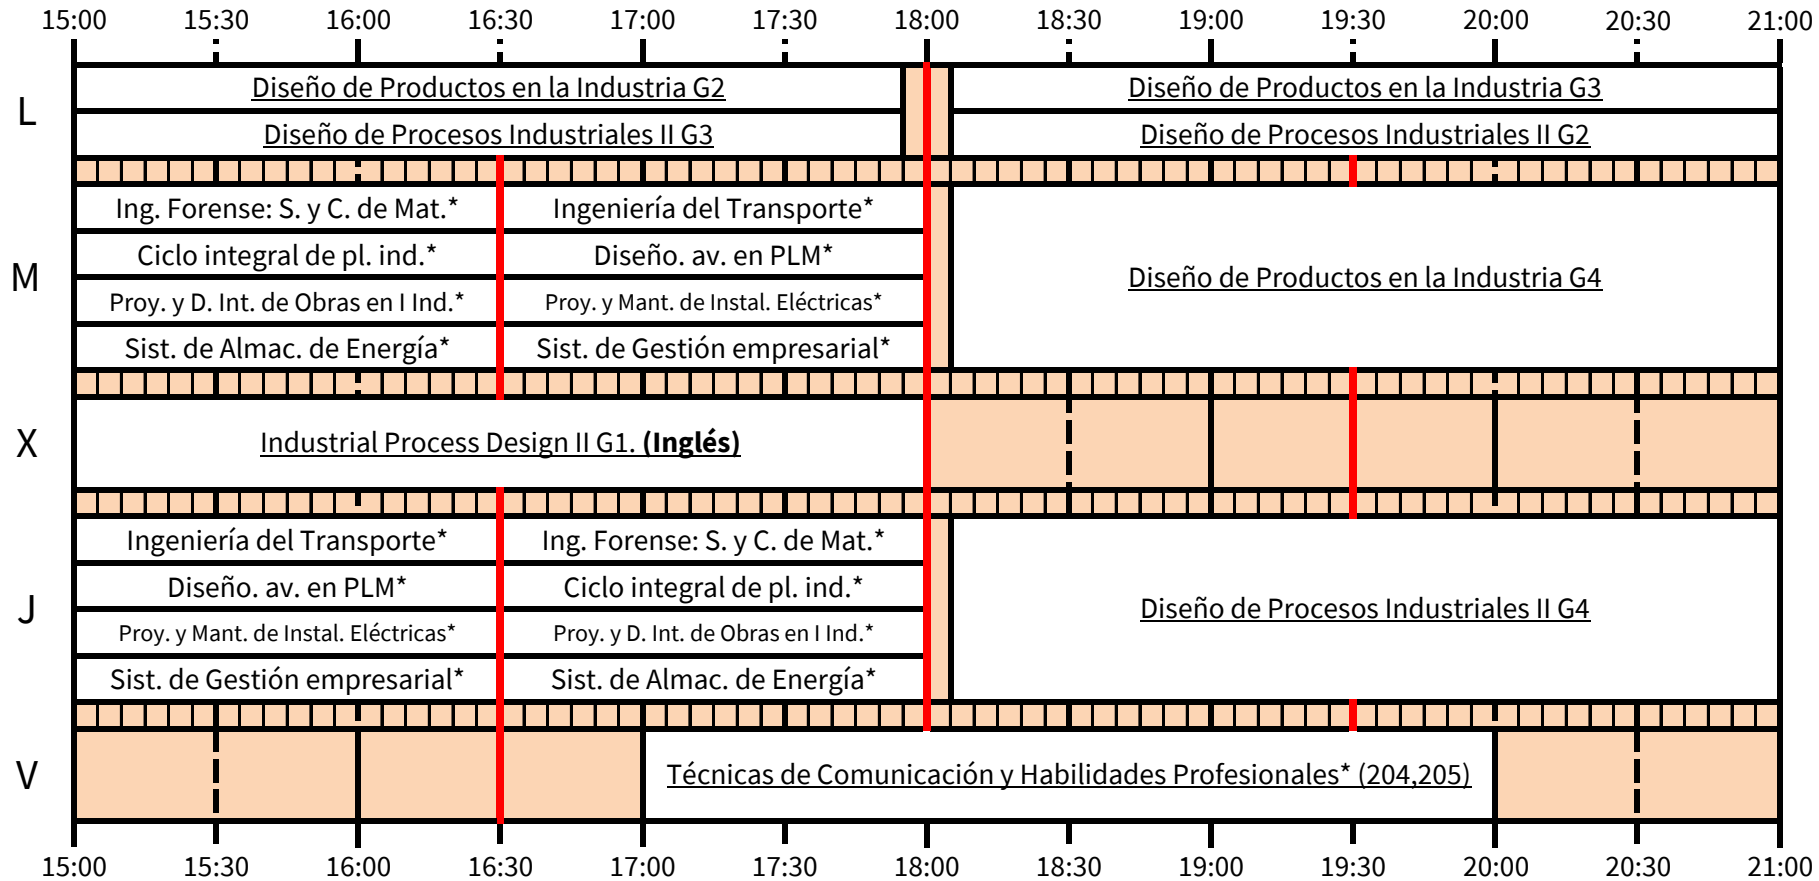 15:00 15:30 16:00 16:30 17:00 17:30 18:00 18:30 19:00 19:30 20:00 20:30 21:00
L
Diseño de Productos en la Industria G2
Diseño de Productos en la Industria G3
Diseño de Procesos Industriales II G3
Diseño de Procesos Industriales II G2
M
Ing. Forense: S. y C. de Mat.*
Ingeniería del Transporte*
Ciclo integral de pl. ind.*
Diseño. av. en PLM*
Proy. y D. Int. de Obras en I Ind.*
Proy. y Mant. de Instal. Eléctricas*
Sist. de Almac. de Energía*
Sist. de Gestión empresarial*
Diseño de Productos en la Industria G4
X
Industrial Process Design II G1. (Inglés)
J
Ingeniería del Transporte*
Ing. Forense: S. y C. de Mat.*
Diseño. av. en PLM*
Ciclo integral de pl. ind.*
Proy. y Mant. de Instal. Eléctricas*
Proy. y D. Int. de Obras en I Ind.*
Sist. de Gestión empresarial*
Sist. de Almac. de Energía*
Diseño de Procesos Industriales II G4
V
Técnicas de Comunicación y Habilidades Profesionales* (204,205)
15:00 15:30 16:00 16:30 17:00 17:30 18:00 18:30 19:00 19:30 20:00 20:30 21:00